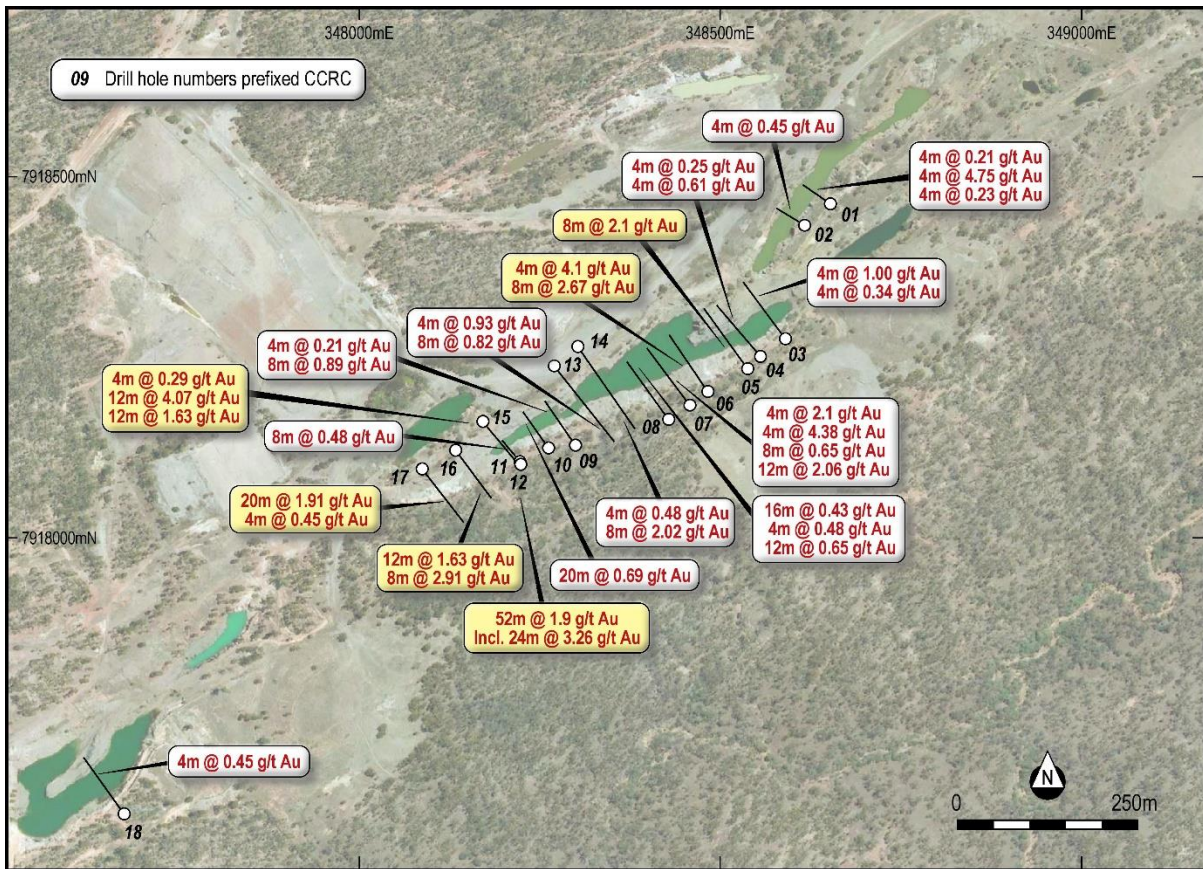 348000mE
348500mE
349000mE
09 Drill hole numbers prefixed CCRC
4m @ 0.45 g/t Au
4m @ 0.21 g/t Au
4m @ 4.75 g/t Au
4m @ 0.23 g/t Au
4m @ 0.25 g/t Au
4m @ 0.61 g/t Au
7918500mN
01
02
8m @ 2.1 g/t Au
4m @ 4.1 g/t Au
8m @ 2.67 g/t Au
4m @ 1.00 g/t Au
4m @ 0.34 g/t Au
4m @ 0.93 g/t Au
8m @ 0.82 g/t Au
14
03
4m @ 0.21 g/t Au
8m @ 0.89 g/t Au
13
04
05
4m @ 0.29 g/t Au
12m @ 4.07 g/t Au
12m @ 1.63 g/t Au
06
15
07
08
4m @ 2.1 g/t Au
4m @ 4.38 g/t Au
8m @ 0.65 g/t Au
12m @ 2.06 g/t Au
8m @ 0.48 g/t Au
16
17
11
12
10
09
20m @ 1.91 g/t Au
4m @ 0.45 g/t Au
4m @ 0.48 g/t Au
8m @ 2.02 g/t Au
16m @ 0.43 g/t Au
4m @ 0.48 g/t Au
12m @ 0.65 g/t Au
7918000mN
12m @ 1.63 g/t Au
8m @ 2.91 g/t Au
20m @ 0.69 g/t Au
52m @ 1.9 g/t Au
Incl. 24m @ 3.26 g/t Au
4m @ 0.45 g/t Au
18
N
0
250m